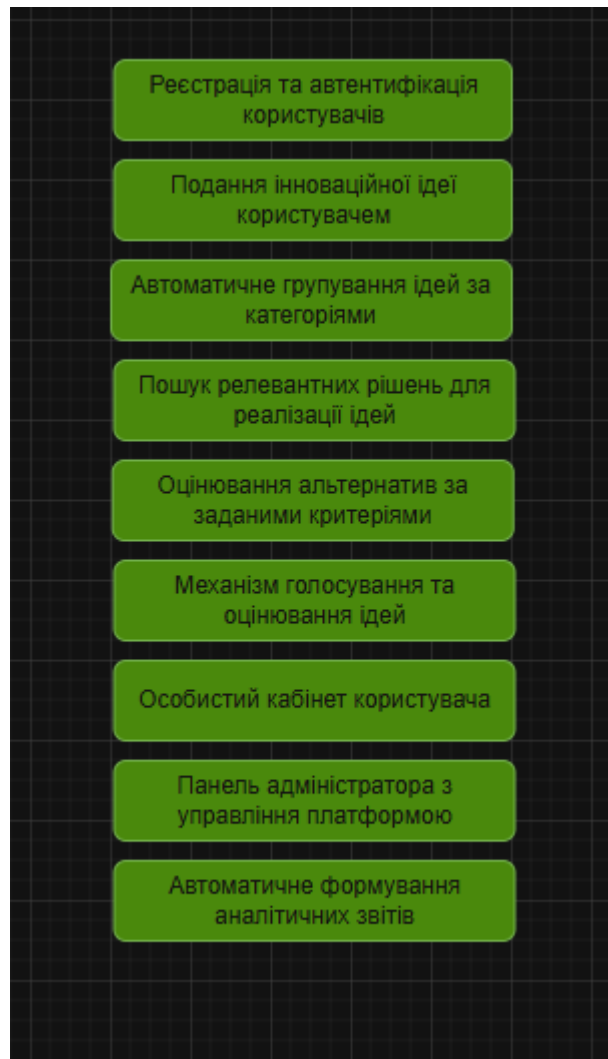 Реєстрація та автентифікація
користувачів
Подання інноваційної ідеї
користувачем
Автоматичне групування ідей за
категоріями
Пошук релевантних рішень для
реалізації ідей
Оцінювання альтернатив за
заданими критеріями
Механізм голосування та
оцінювання ідей
Особистий кабінет користувача
Панель адміністратора з
управління платформою
Автоматичне формування
аналітичних звітів